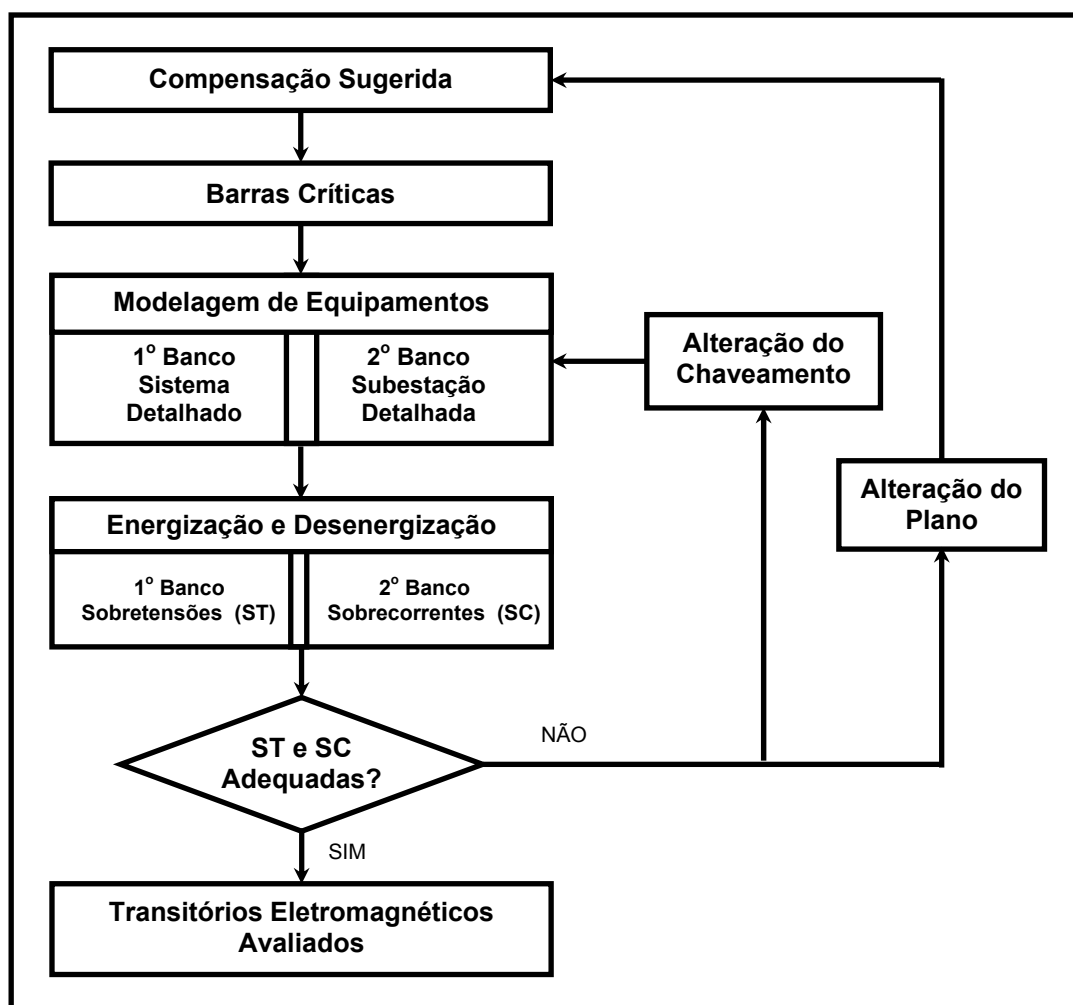 Compensação Sugerida
Barras Críticas
Modelagem de Equipamentos
1º Banco
Sistema
Detalhado
2º Banco
Subestação
Detalhada
Alteração do
Chaveamento
Alteração do
Plano
Energização e Desenergização
1º Banco
Sobretensões (ST)
2º Banco
Sobrecorrentes (SC)
ST e SC
Adequadas?
NÃO
SIM
Transitórios Eletromagnéticos
Avaliados